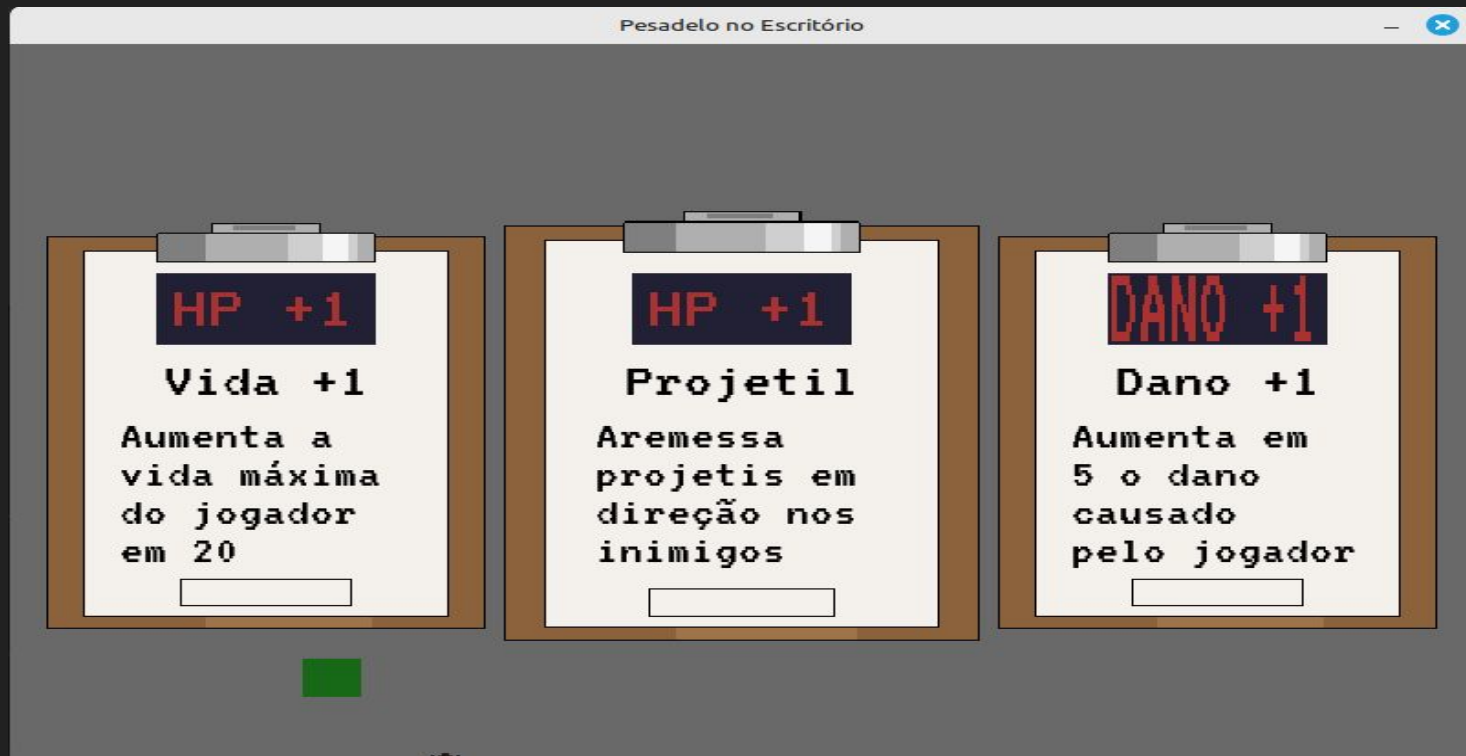 Pesadelo no Escritório
HP +1
Vida +1
Aumenta a
vida máxima
do jogador
em 20
HP +1
Projetil
Aremessa
projetis em
direção nos
inimigos
DANO +1
Dano +1
Aumenta em
5 o dano
causado
pelo jogador